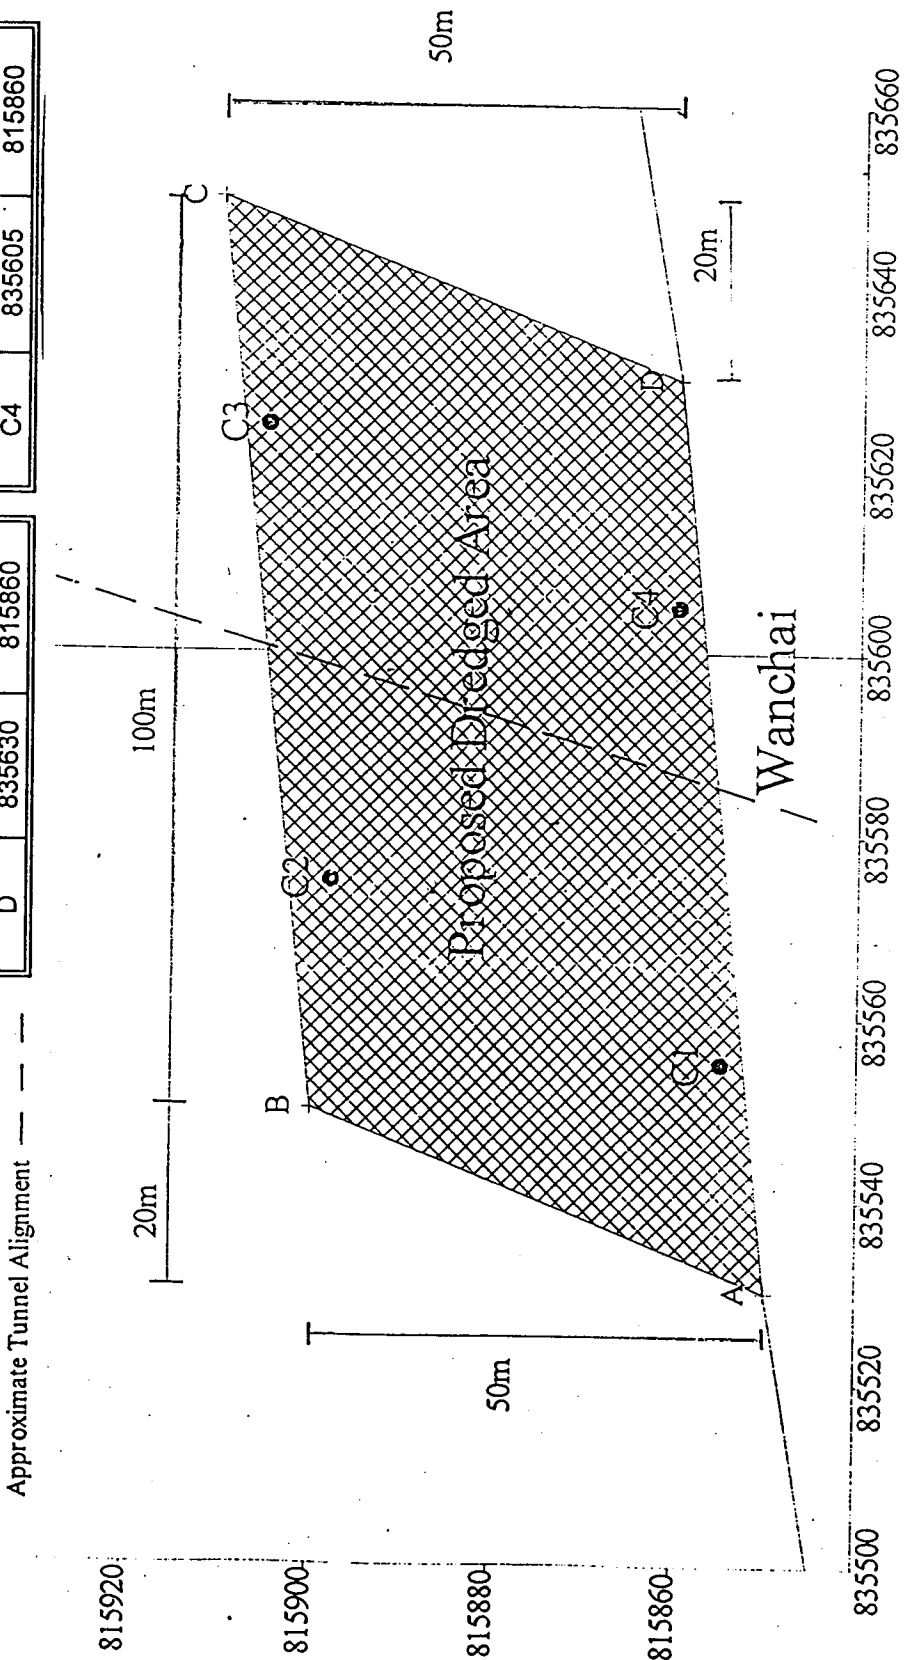 D 835630 815860
C4 835605 815860
Approximate Tunnel Alignment
20m
100m
50m
B
C
C2
C3
Proposed Dredged Area
C1
C4
D
20m
A
50m
Wanchai
815920
815900
815880
815860
835500
835520
835540
835560
835580
835600
835620
835640
835660